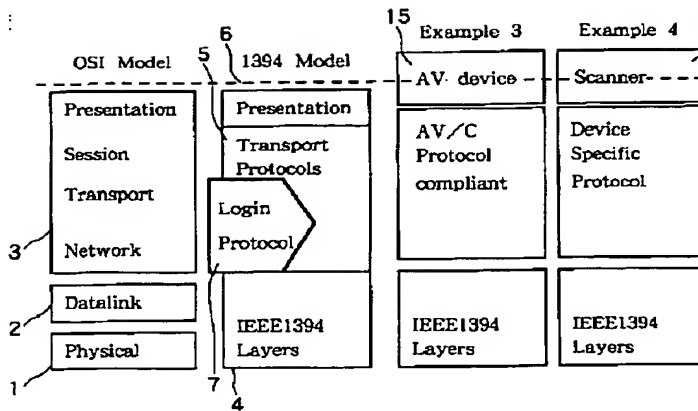 15
Example 3
Example 4
OSI Model
5
6
1394 Model
AV device
Scanner
Presentation
Session
Transport
Network
3
Datalink
2
Physical
1
Presentation
Transport
Protocols
Login
Protocol
7
IEEE1394
Layers
4
AV/C
Protocol
compliant
IEEE1394
Layers
Device
Specific
Protocol
IEEE1394
Layers